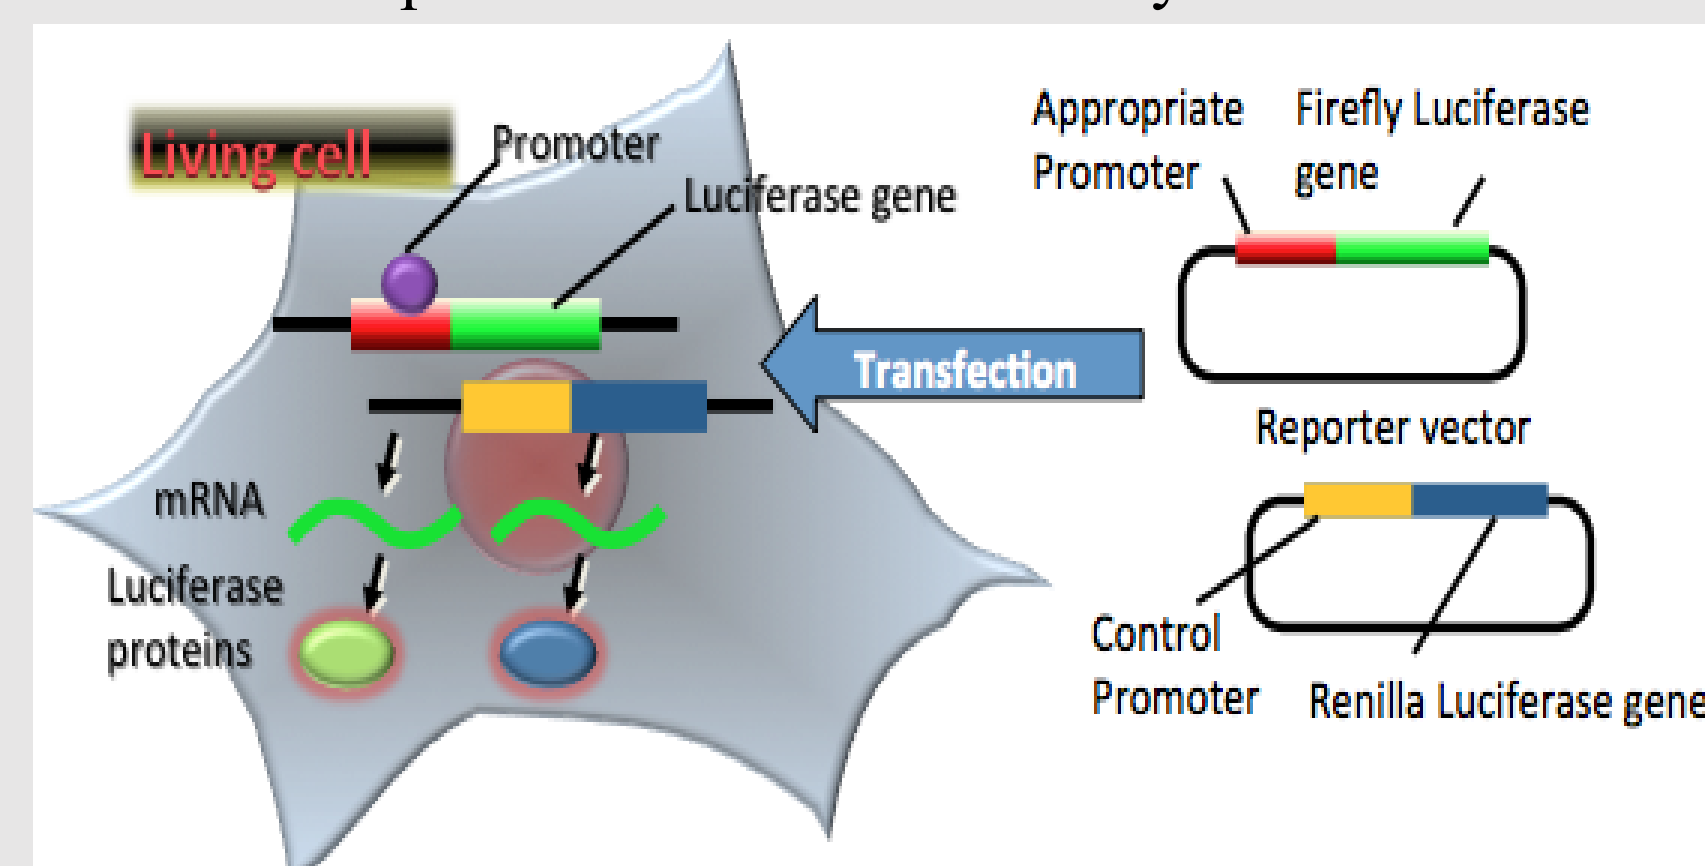 Living cell
Promoter
Luciferase gene
Appropriate
Promoter
Firefly Luciferase
gene
Transfection
Reporter vector
mRNA
Luciferase
proteins
Control
Promoter
Renilla Luciferase gene